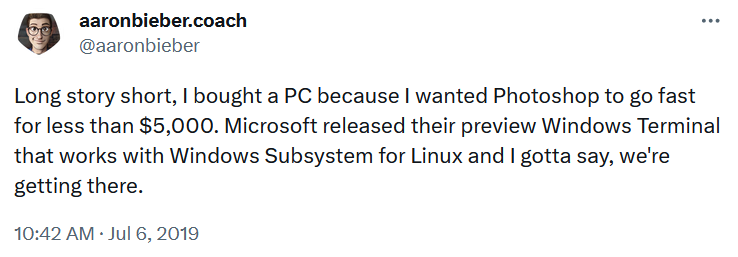 aaronbieber.coach
@aaronbieber
Long story short, I bought a PC because I wanted Photoshop to go fast
for less than $5,000. Microsoft released their preview Windows Terminal
that works with Windows Subsystem for Linux and I gotta say, we're
getting there.
10:42 AM · Jul 6, 2019